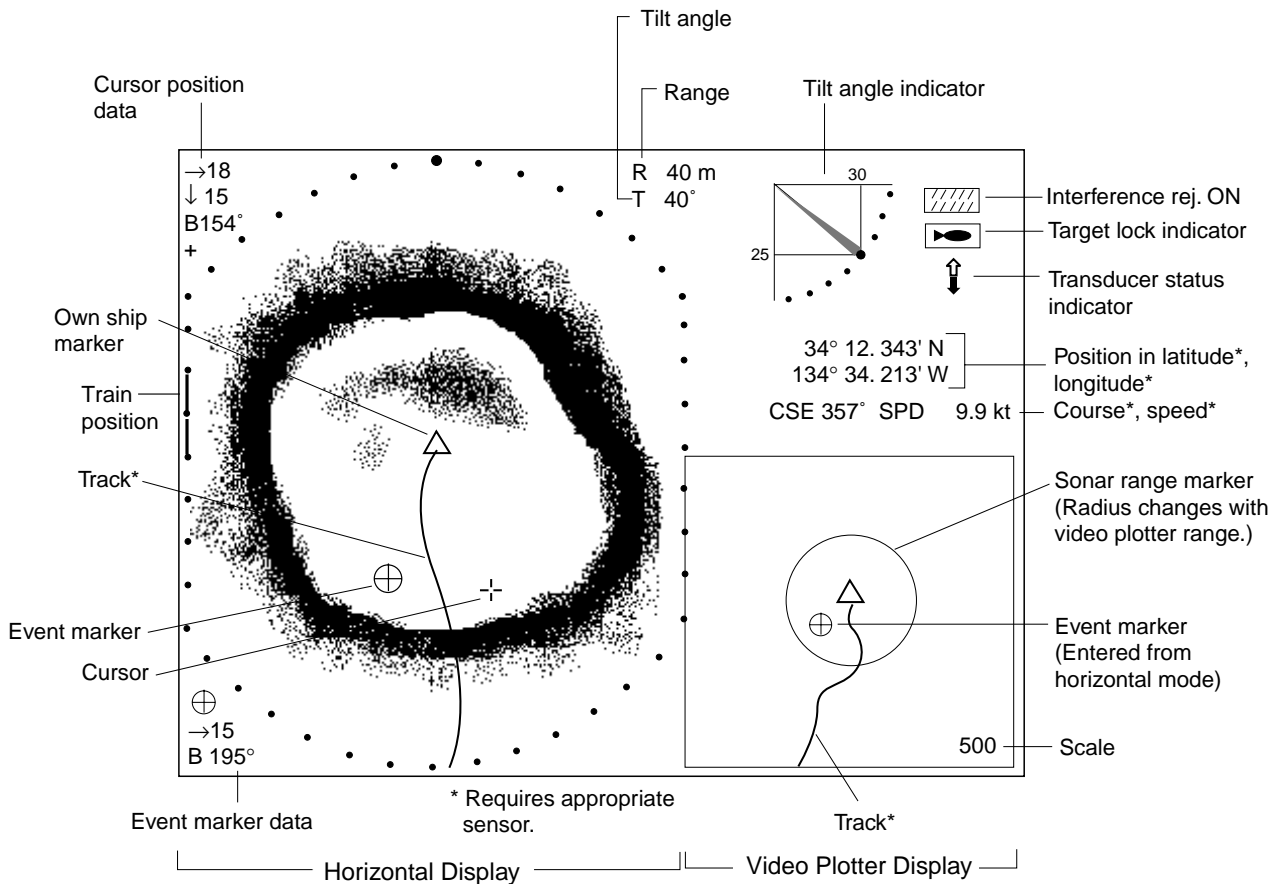 Tilt angle
Cursor position
data
Range
Tilt angle indicator
→18
↓ 15
B154°
+
R 40 m
T 40°
30
25
Interference rej. ON
Target lock indicator
Transducer status
indicator
Own ship
marker
Train
position
Track*
34° 12. 343' N
134° 34. 213' W
Position in latitude*,
longitude*
CSE 357° SPD 9.9 kt
Course*, speed*
Sonar range marker
(Radius changes with
video plotter range.)
Event marker
Cursor
Event marker
(Entered from
horizontal mode)
→15
B 195°
500
Scale
Event marker data
* Requires appropriate
sensor.
Track*
Horizontal Display
Video Plotter Display